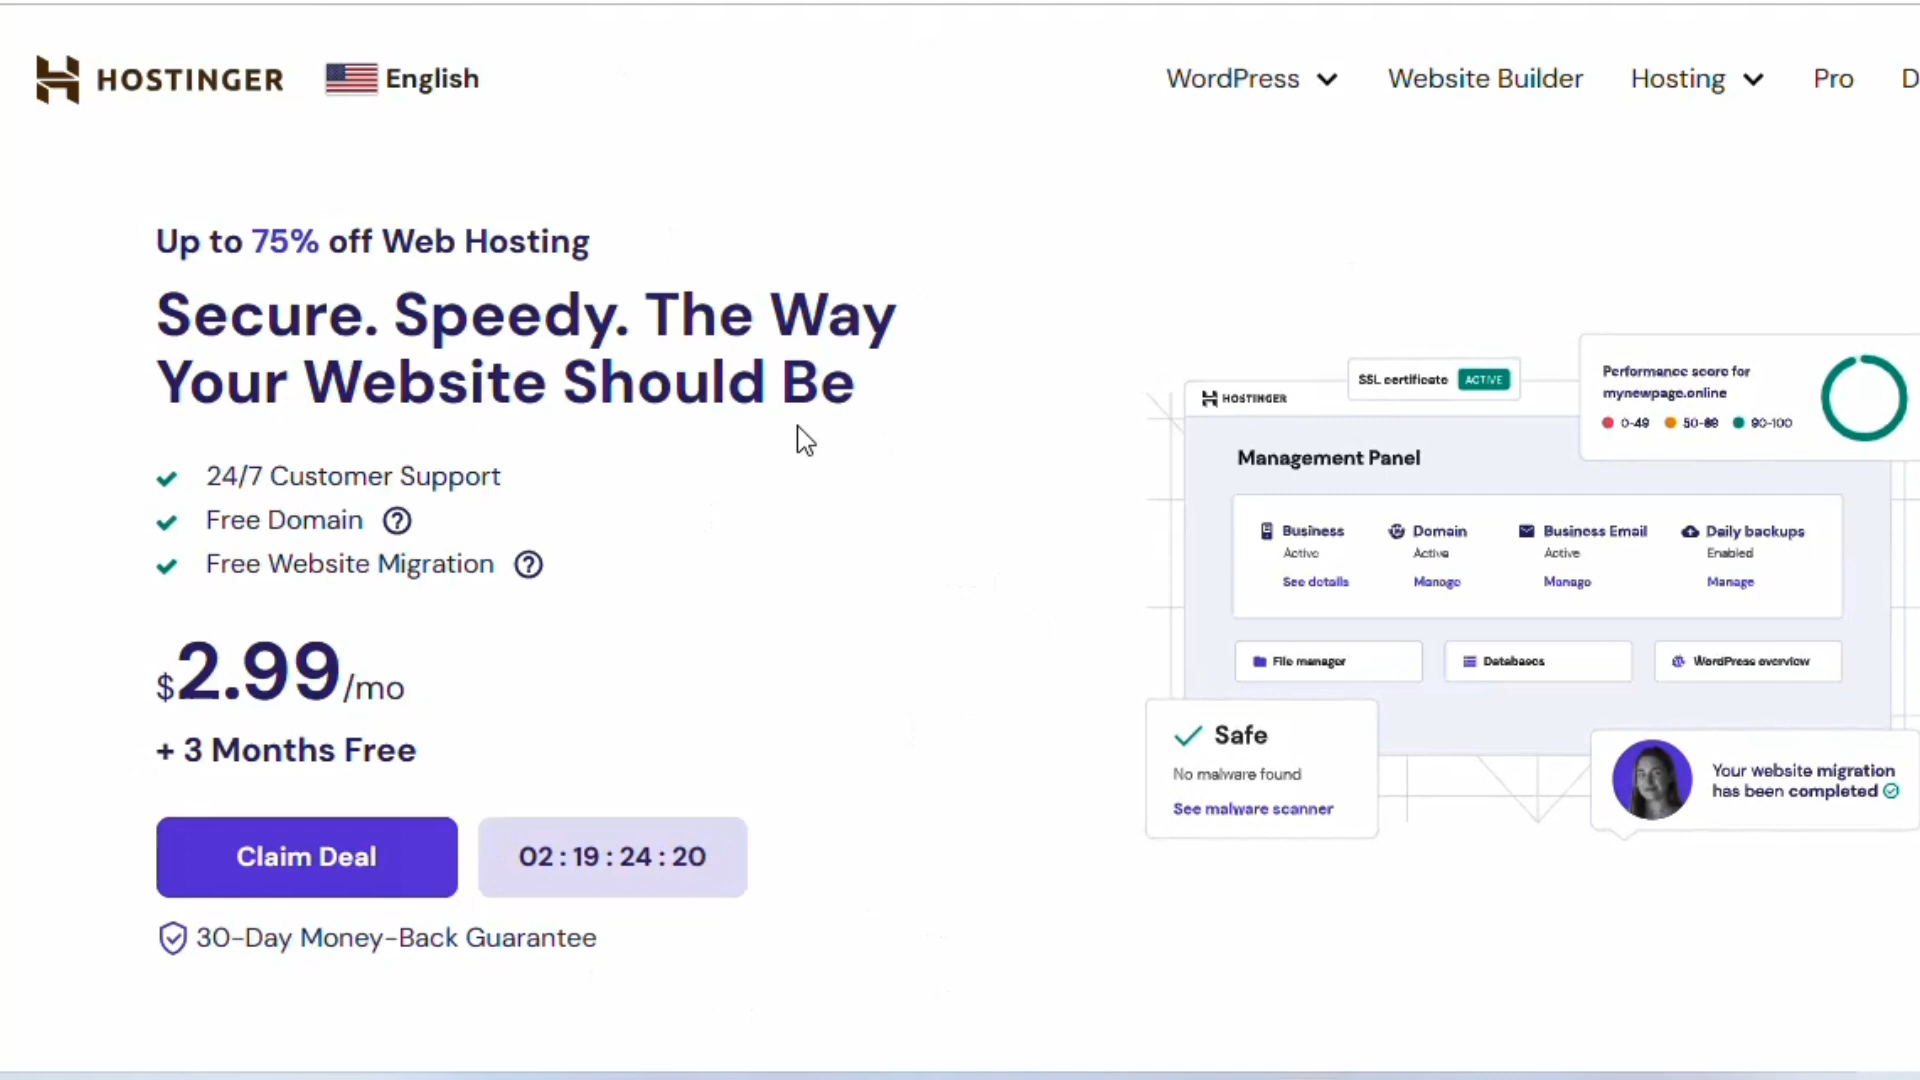 HOSTINGER
English
WordPress
Website Builder
Hosting
Pro
D
Up to 75% off Web Hosting
Secure. Speedy. The Way
Your Website Should Be
24/7 Customer Support
Free Domain ?
Free Website Migration ?
$2.99/mo
+ 3 Months Free
Claim Deal
02 : 19 : 24 : 20
30-Day Money-Back Guarantee
SSL certificate ACTIVE
Performance score for
mynewpage.online
0-49 50-89 90-100
HOSTINGER
Management Panel
Business
Active
See details
Domain
Active
Manage
Business Email
Active
Manage
Daily backups
Enabled
Manage
File manager
Databases
WordPress overview
Safe
No malware found
See malware scanner
Your website migration
has been completed